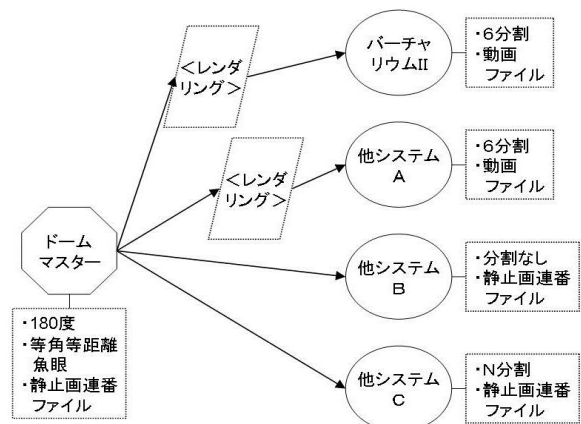 ＜レンダ
リング＞
バーチャ
リウムII
・6分割
・動画
ファイル
＜レンダ
リング＞
他システム
A
・6分割
・動画
ファイル
ドーム
マスター
・180度
・等角等距離
魚眼
・静止画連番
ファイル
他システム
B
・分割なし
・静止画連番
ファイル
他システム
C
・N分割
・静止画連番
ファイル